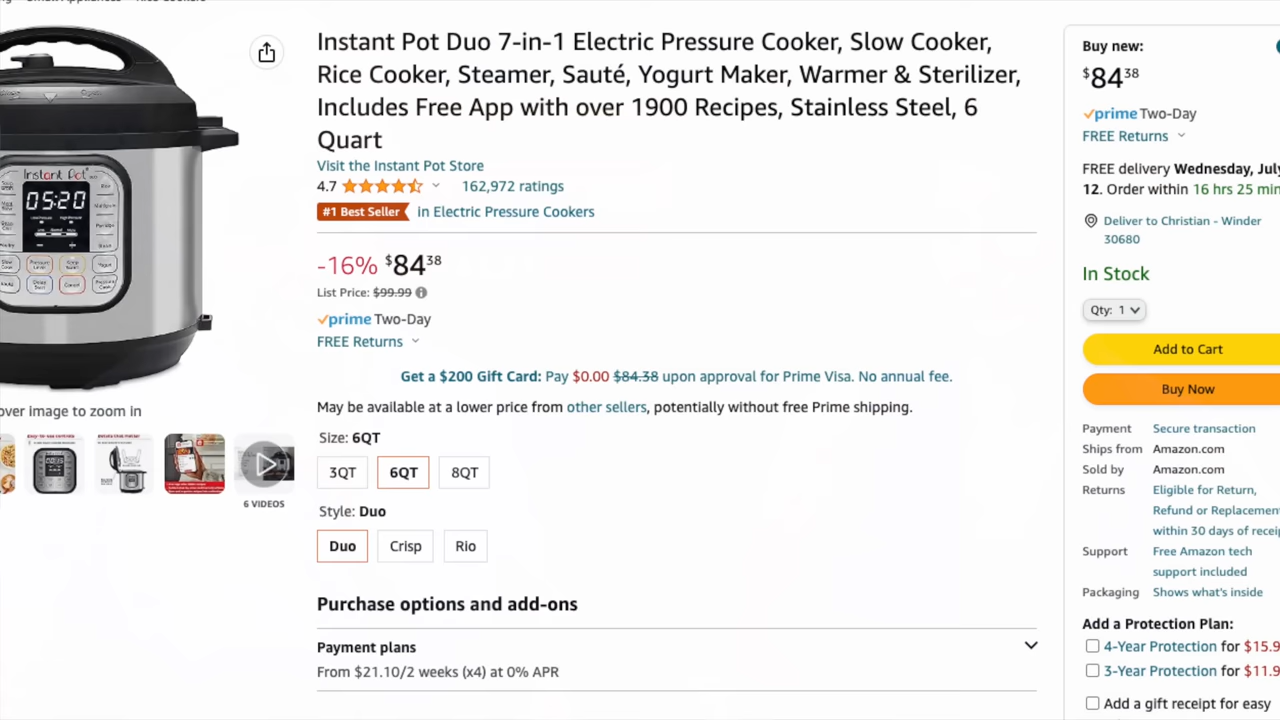 Instant Pot Duo 7-in-1 Electric Pressure Cooker, Slow Cooker,
Rice Cooker, Steamer, Sauté, Yogurt Maker, Warmer & Sterilizer,
Includes Free App with over 1900 Recipes, Stainless Steel, 6
Quart
Visit the Instant Pot Store
4.7 162,972 ratings
#1 Best Seller in Electric Pressure Cookers
-16% $8438
List Price: $99.99
prime Two-Day
FREE Returns
Get a $200 Gift Card: Pay $0.00 $84.38 upon approval for Prime Visa. No annual fee.
May be available at a lower price from other sellers, potentially without free Prime shipping.
Size: 6QT
3QT 6QT 8QT
Style: Duo
Duo Crisp Rio
Purchase options and add-ons
Payment plans
From $21.10/2 weeks (x4) at 0% APR
Instant Pot
05:20
over image to zoom in
6 VIDEOS
Buy new:
$8438
prime Two-Day
FREE Returns
FREE delivery Wednesday, July
12. Order within 16 hrs 25 min
Deliver to Christian - Winder
30680
In Stock
Qty: 1
Add to Cart
Buy Now
Payment Secure transaction
Ships from Amazon.com
Sold by Amazon.com
Returns Eligible for Return,
Refund or Replacement
within 30 days of recei
Support Free Amazon tech
support included
Packaging Shows what's inside
Add a Protection Plan:
4-Year Protection for $15.9
3-Year Protection for $11.9
Add a gift receipt for easy